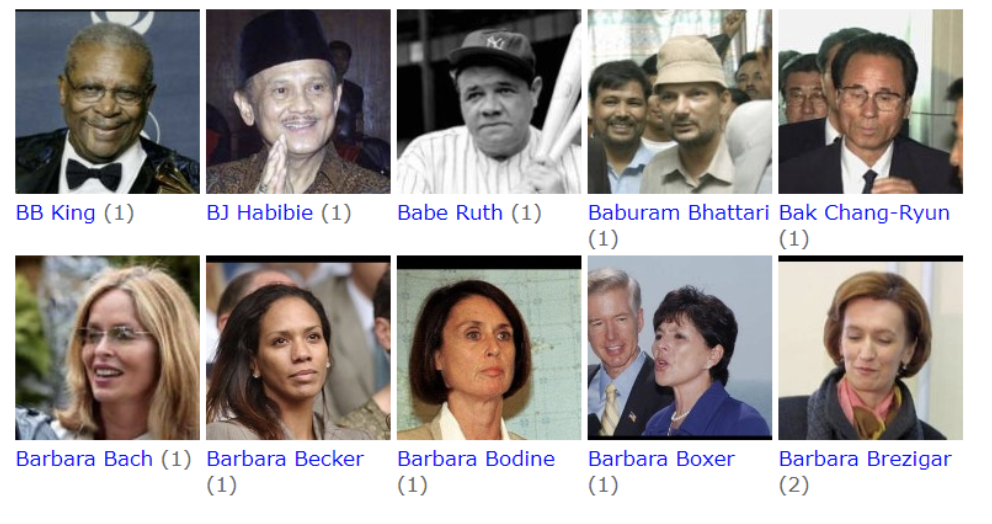 BB King (1)
BJ Habibie (1)
Babe Ruth (1)
Baburam Bhattari
(1)
Bak Chang-Ryun
(1)
Barbara Bach (1)
Barbara Becker
(1)
Barbara Bodine
(1)
Barbara Boxer
(1)
Barbara Brezigar
(2)